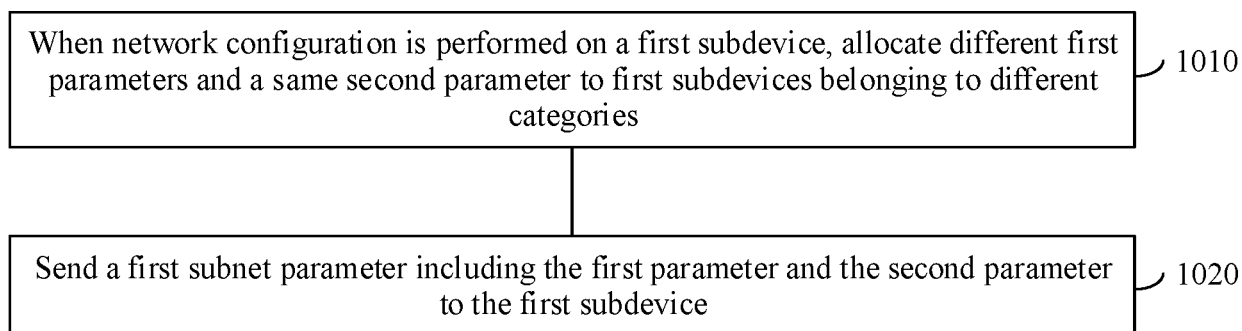 When network configuration is performed on a first subdevice, allocate different first
parameters and a same second parameter to first subdevices belonging to different
categories
1010
Send a first subnet parameter including the first parameter and the second parameter
to the first subdevice
1020